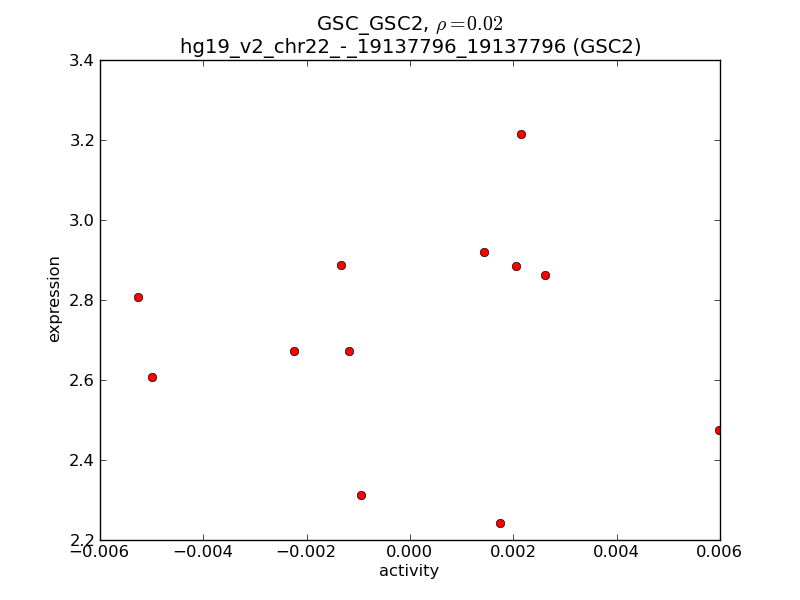 GSC_GSC2, ρ=0.02
hg19_v2_chr22_-_19137796_19137796 (GSC2)
3.4
3.2
3.0
2.8
2.6
2.4
2.2
expression
−0.006 −0.004 −0.002 0.000 0.002 0.004 0.006
activity